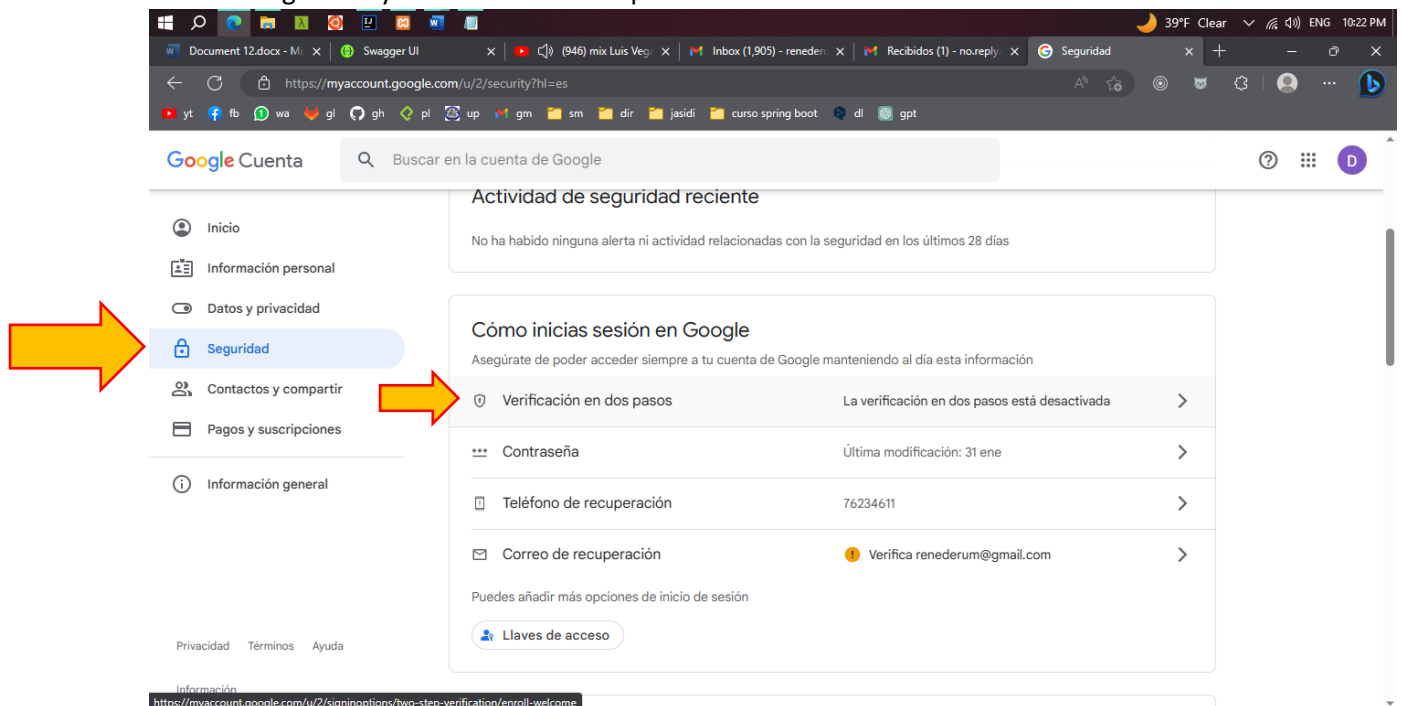 39°F Clear ENG 10:22 PM
Document 12.docx - Mi Swagger UI (946) mix Luis Vega Inbox (1,905) - renederu Recibidos (1) - no.reply. Seguridad
https://myaccount.google.com/u/2/security?hl=es
yt fb wa gl gh pl up gm sm dir jasidi curso spring boot dl gpt
Google Cuenta
Buscar en la cuenta de Google
D
Inicio
Información personal
Datos y privacidad
Seguridad
Contactos y compartir
Pagos y suscripciones
Información general
Privacidad Términos Ayuda
Información
Actividad de seguridad reciente
No ha habido ninguna alerta ni actividad relacionadas con la seguridad en los últimos 28 días
Cómo inicias sesión en Google
Asegúrate de poder acceder siempre a tu cuenta de Google manteniendo al día esta información
Verificación en dos pasos La verificación en dos pasos está desactivada
Contraseña Última modificación: 31 ene
Teléfono de recuperación 76234611
Correo de recuperación Verifica renederum@gmail.com
Puedes añadir más opciones de inicio de sesión
Llaves de acceso
https://myaccount.google.com/u/2/signinoptions/two-step-verification/enroll-welcome